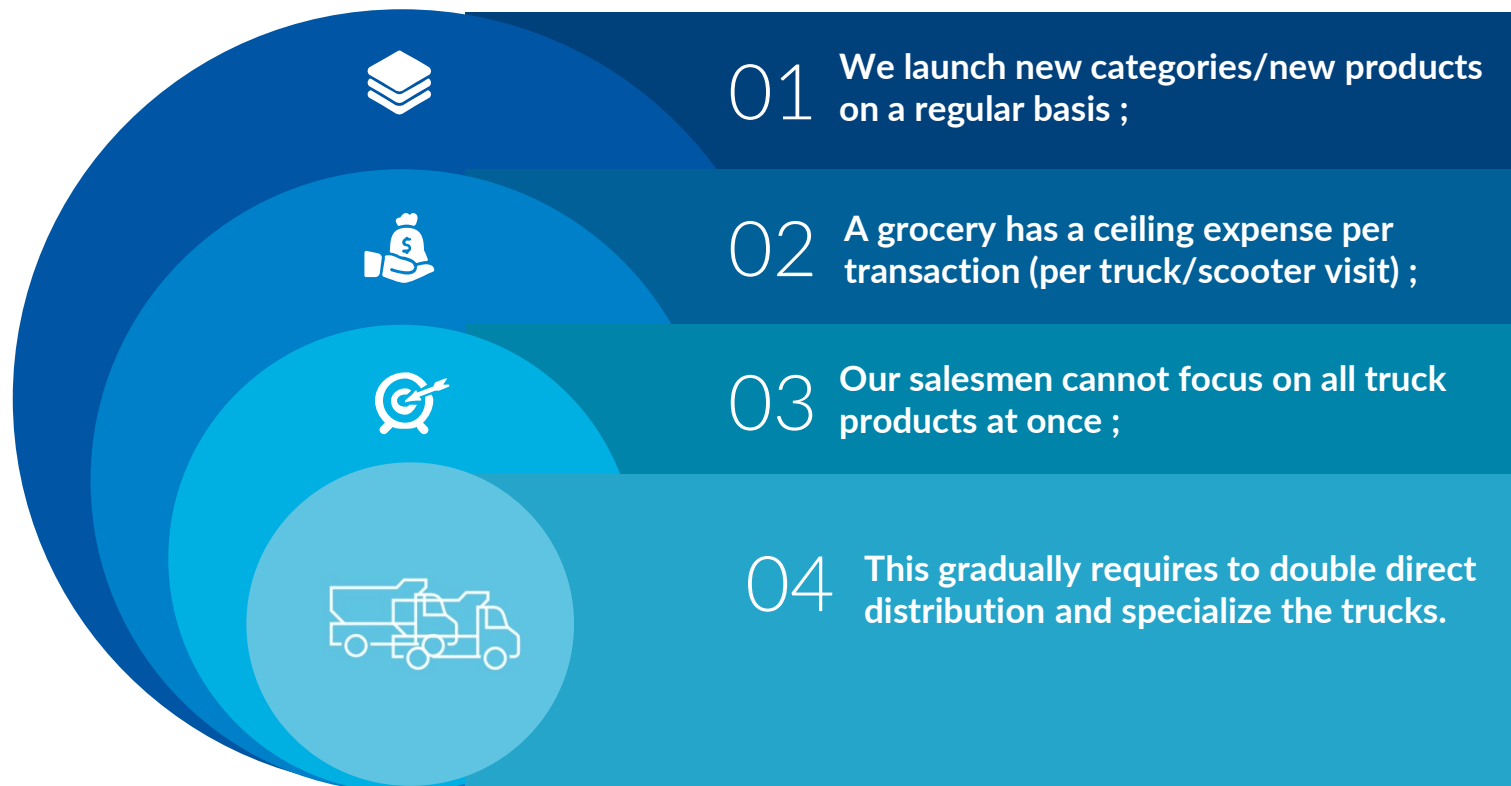 01
We launch new categories/new products
on a regular basis ;
$
02
A grocery has a ceiling expense per
transaction (per truck/scooter visit) ;
03
Our salesmen cannot focus on all truck
products at once ;
04
This gradually requires to double direct
distribution and specialize the trucks.